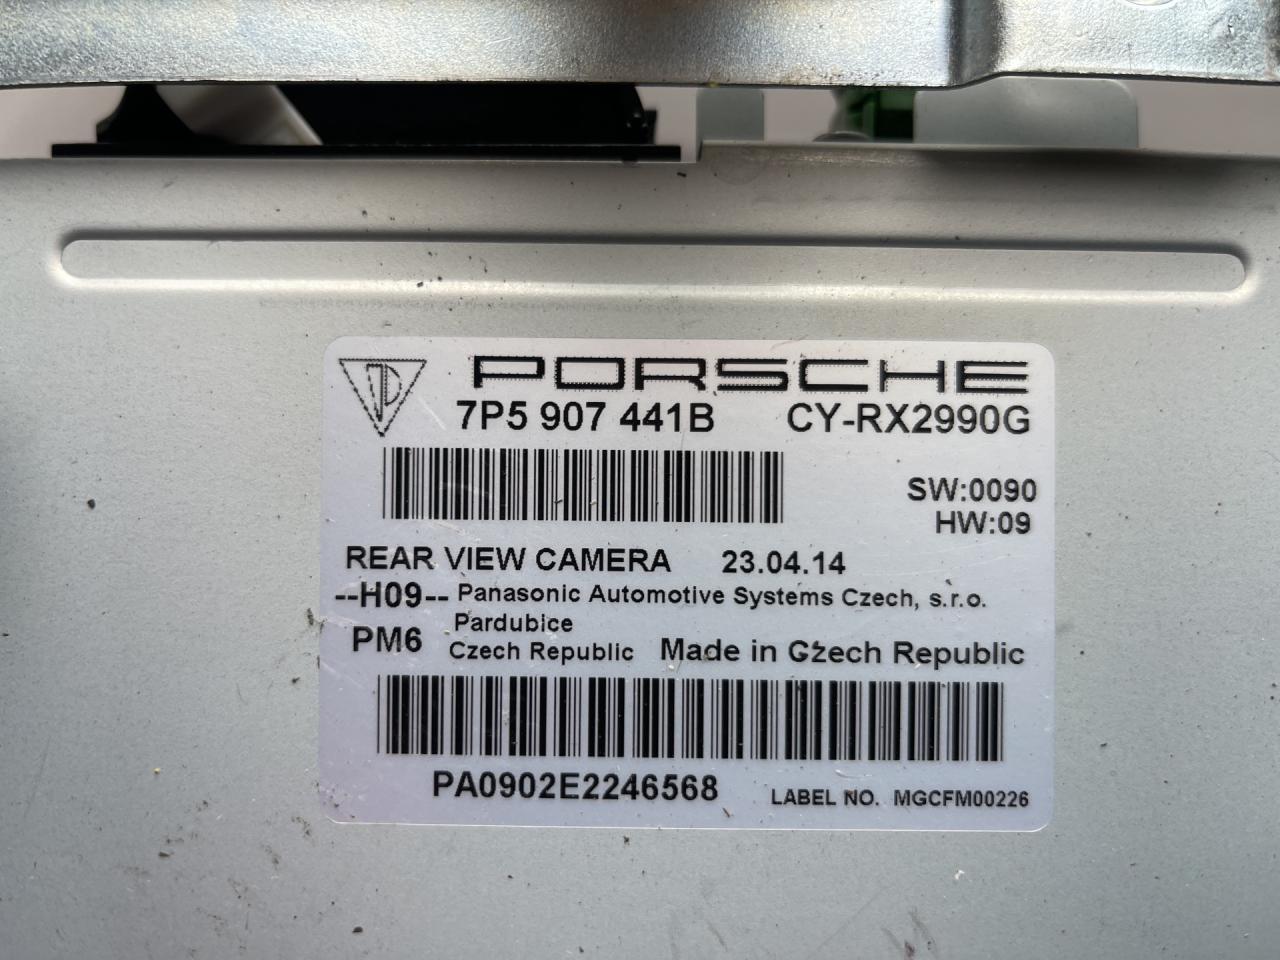 PORSCHE
7P5 907 441B CY-RX2990G
SW:0090
HW:09
REAR VIEW CAMERA 23.04.14
--H09-- Panasonic Automotive Systems Czech, s.r.o.
Pardubice
PM6 Czech Republic Made in Czech Republic
PA0902E2246568 LABEL NO. MGCFM00226